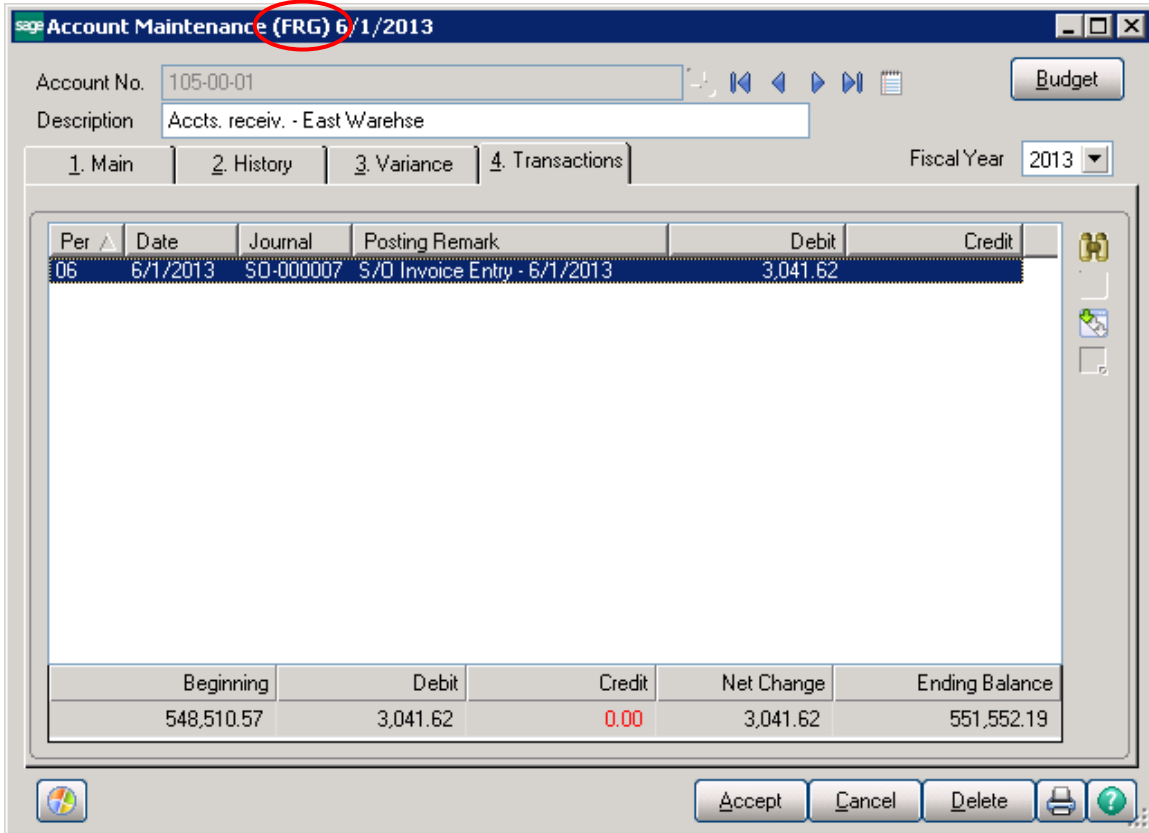 sage Account Maintenance (FRG) 6/1/2013
Account No. 105-00-01 Budget
Description Accts. receiv. - East Warehse
1. Main 2. History 3. Variance 4. Transactions Fiscal Year 2013
Per Date Journal Posting Remark Debit Credit
06 6/1/2013 SO-000007 S/O Invoice Entry - 6/1/2013 3,041.62
Beginning Debit Credit Net Change Ending Balance
548,510.57 3,041.62 0.00 3,041.62 551,552.19
Accept Cancel Delete